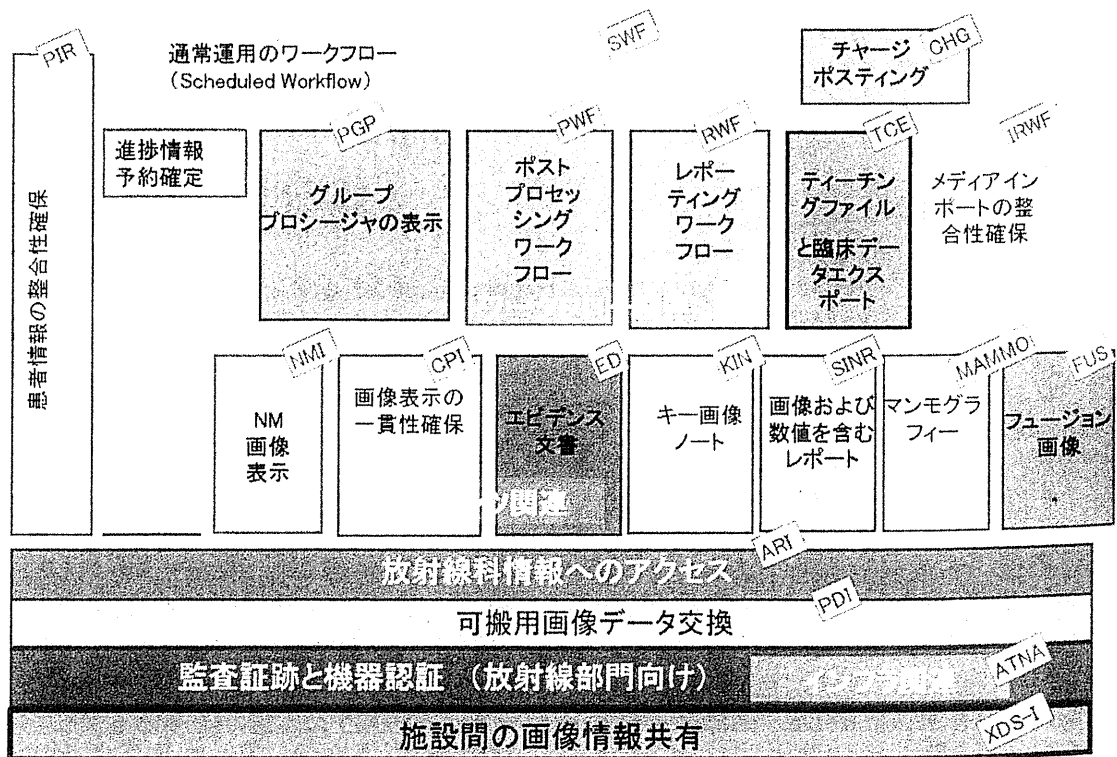 PIR
患者情報の整合性確保
通常運用のワークフロー
(Scheduled Workflow)
SWF
チャージ
ポスティング
CHG
進捗情報
予約確定
PGP
グループ
プロシージャの表示
PWF
ポスト
プロセッ
シング
ワーク
フロー
RWF
レポー
ティング
ワーク
フロー
TCE
ティーチン
グファイル
と臨床デー
タエクス
ポート
IRWF
メディアイン
ポートの整
合性確保
NMI
NM
画像
表示
CPI
画像表示の
一貫性確保
ED
エビデンス
文書
KIN
キー画像
ノート
SINR
画像および
数値を含む
レポート
MAMMO
マンモグラ
フィー
FUS
フュージョン
画像
関連
ARI
放射線科情報へのアクセス
PDI
可搬用画像データ交換
監査証跡と機器認証 (放射線部門向け)
ATNA
XDS-I
施設間の画像情報共有